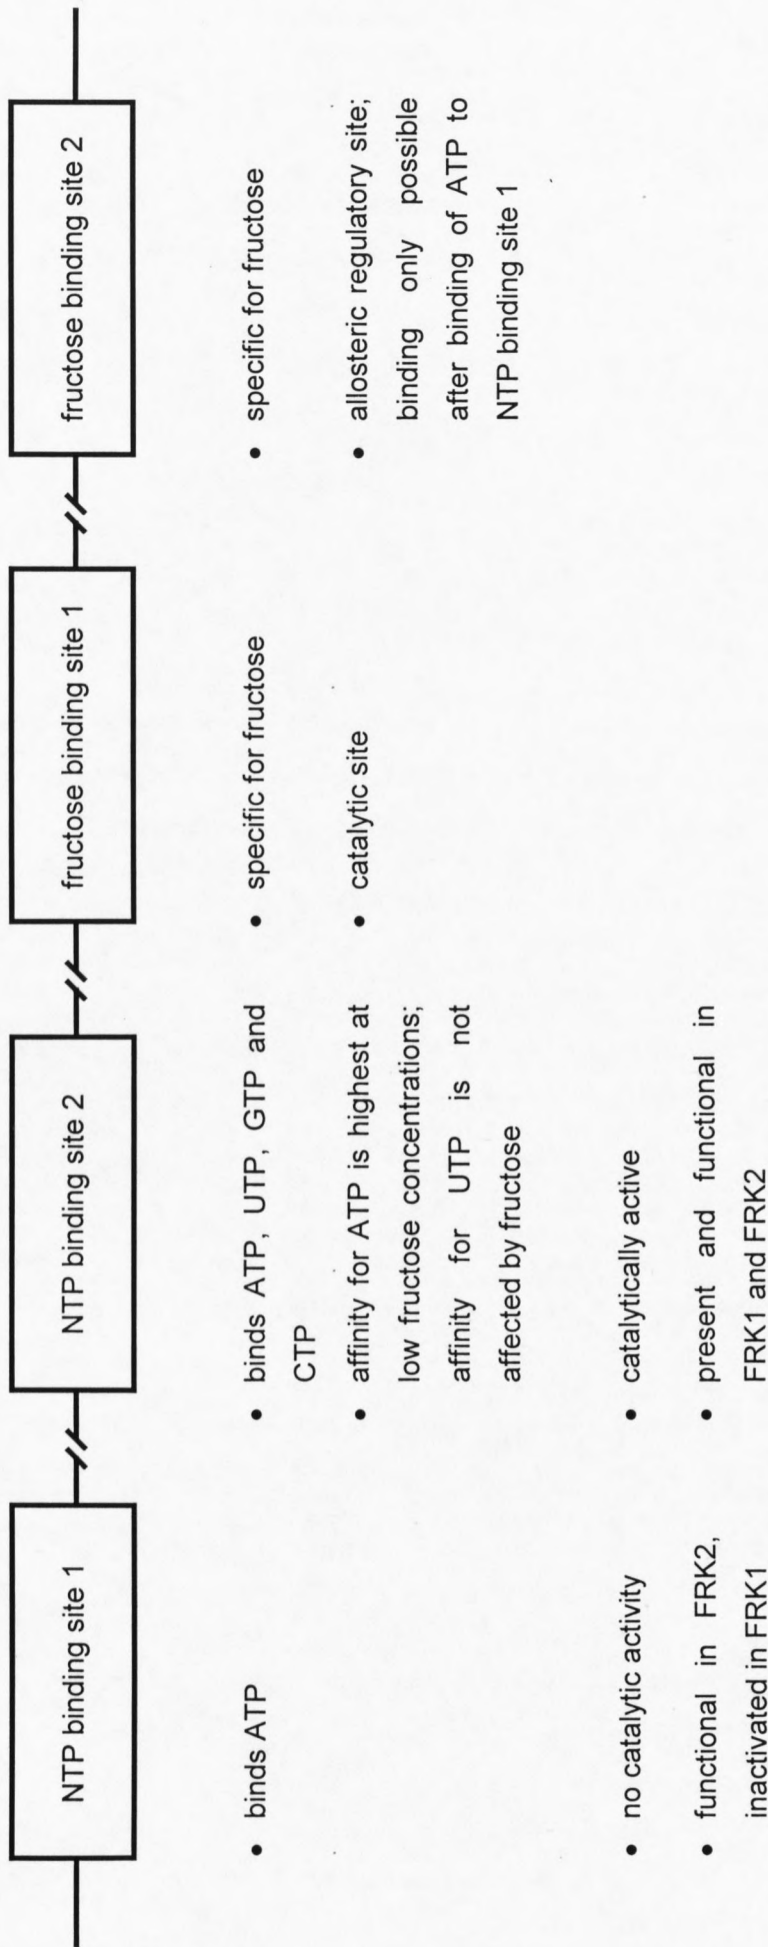 NTP binding site 1
NTP binding site 2
fructose binding site 1
fructose binding site 2
• binds ATP
• no catalytic activity
• functional in FRK2,
inactivated in FRK1
• binds ATP, UTP, GTP and
CTP
• affinity for ATP is highest at
low fructose concentrations;
affinity for UTP is not
affected by fructose
• catalytically active
• present and functional in
FRK1 and FRK2
• specific for fructose
• catalytic site
• specific for fructose
• allosteric regulatory site;
binding only possible
after binding of ATP to
NTP binding site 1